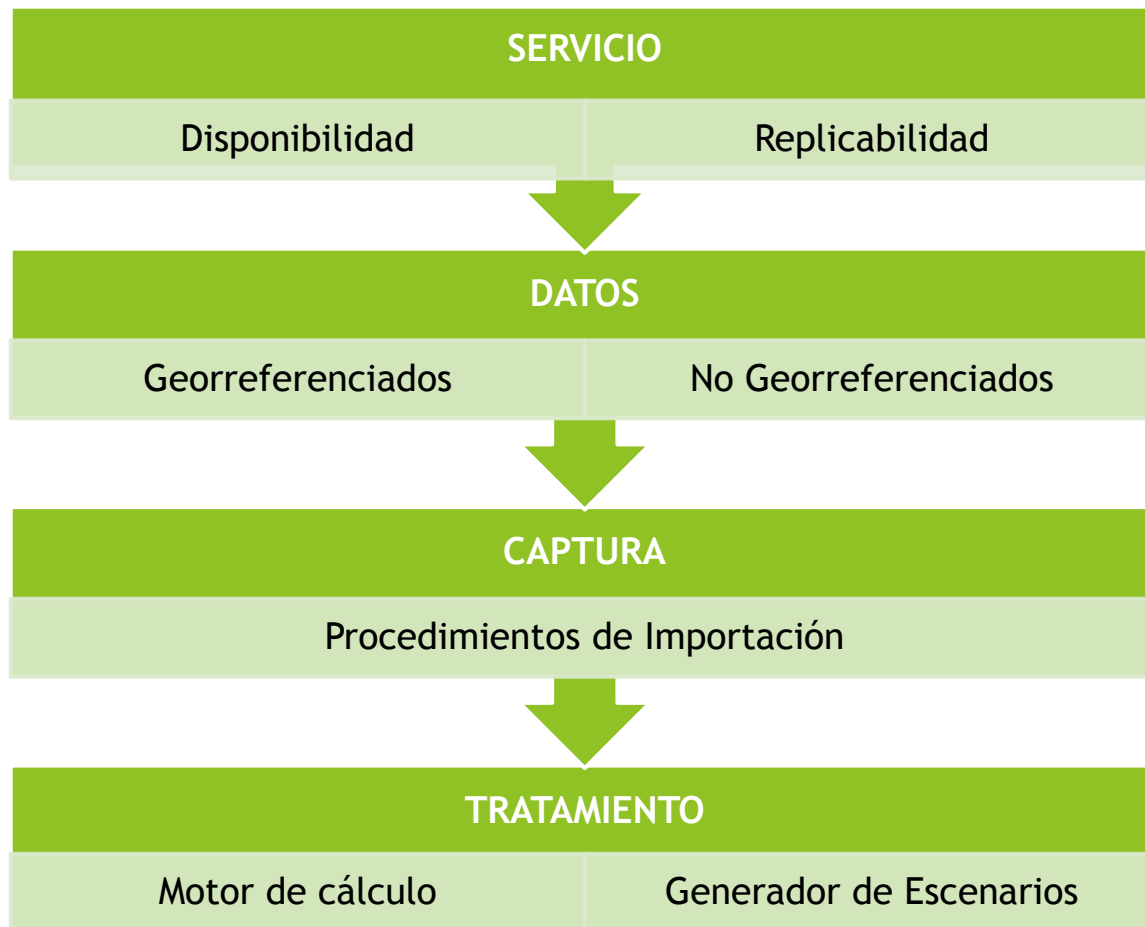 SERVICIO
Disponibilidad
Replicabilidad
DATOS
Georreferenciados
No Georreferenciados
CAPTURA
Procedimientos de Importación
TRATAMIENTO
Motor de cálculo
Generador de Escenarios